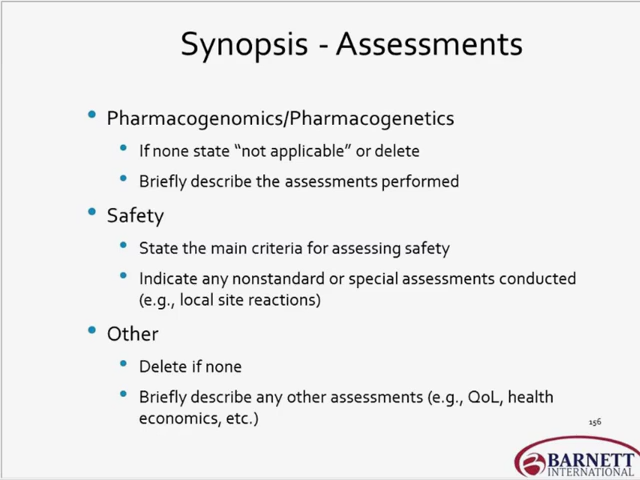 Synopsis - Assessments
• Pharmacogenomics/Pharmacogenetics
• If none state “not applicable” or delete
• Briefly describe the assessments performed
• Safety
• State the main criteria for assessing safety
• Indicate any nonstandard or special assessments conducted
(e.g., local site reactions)
• Other
• Delete if none
• Briefly describe any other assessments (e.g., QoL, health
economics, etc.)
156
BARNETT
INTERNATIONAL